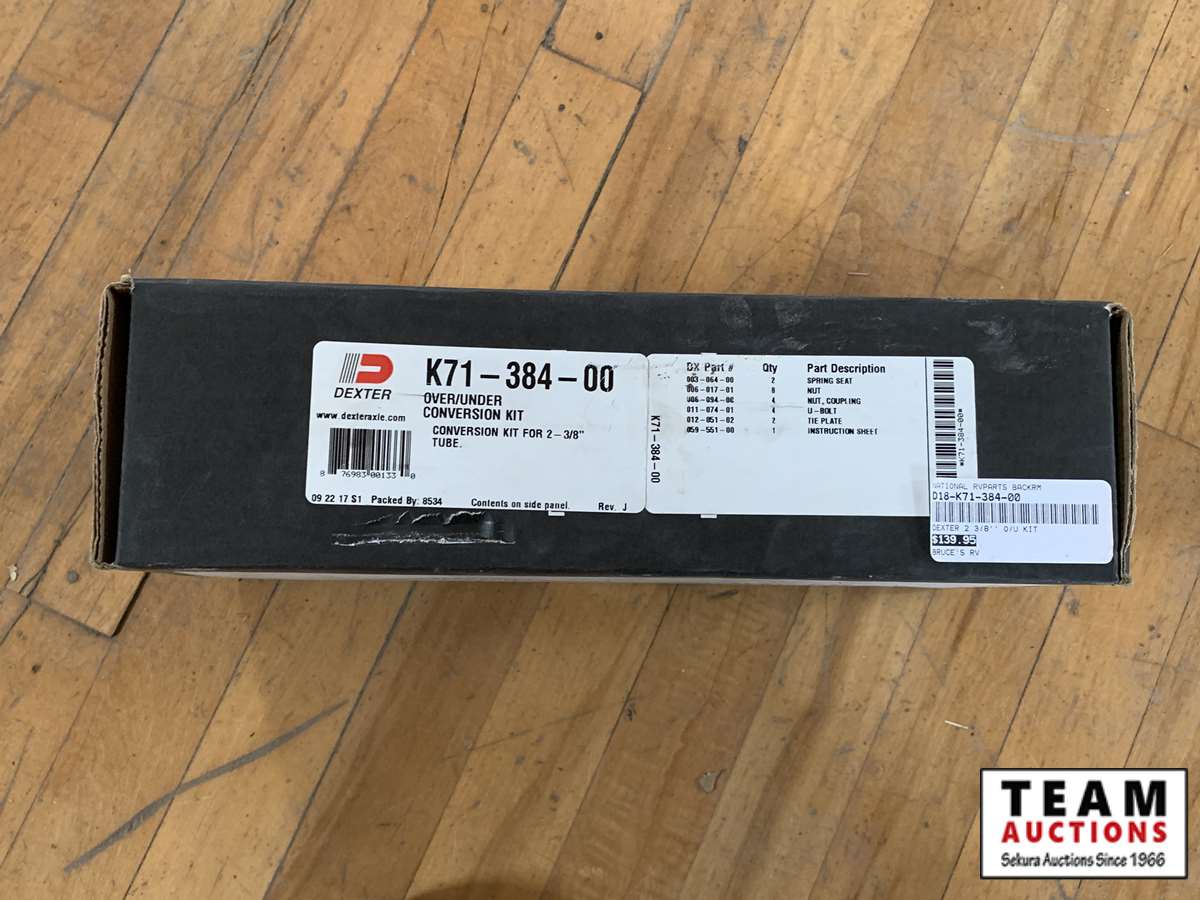 DEXTER
www.dexteraxle.com
K71-384-00
OVER/UNDER
CONVERSION KIT
CONVERSION KIT FOR 2-3/8"
TUBE.
8 76983 00133 0
09 22 17 S1 Packed By: 8534 Contents on side panel. Rev. J
K71-384-00
DX Part # Qty Part Description
003-064-00 2 SPRING SEAT
006-017-01 8 NUT
006-094-00 4 NUT, COUPLING
011-074-01 4 U-BOLT
012-051-02 2 TIE PLATE
059-551-00 1 INSTRUCTION SHEET
*K71-384-00*
NATIONAL RVPARTS BACKRM
D18-K71-384-00
DEXTER 2 3/8'' O/U KIT
$139.95
BRUCE'S RV
TEAM
AUCTIONS
Sekura Auctions Since 1966